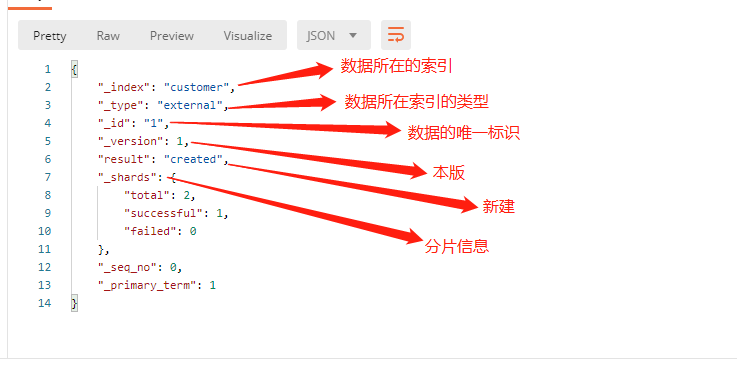 Pretty Raw Preview Visualize JSON
1 {
数据所在的索引
2 "_index": "customer",
3 "_type": "external",
数据所在索引的类型
4 "_id": "1",
数据的唯一标识
5 "_version": 1,
6 "result": "created",
本版
7 "_shards": {
8 "total": 2,
新建
9 "successful": 1,
10 "failed": 0
分片信息
11 },
12 "_seq_no": 0,
13 "_primary_term": 1
14 }